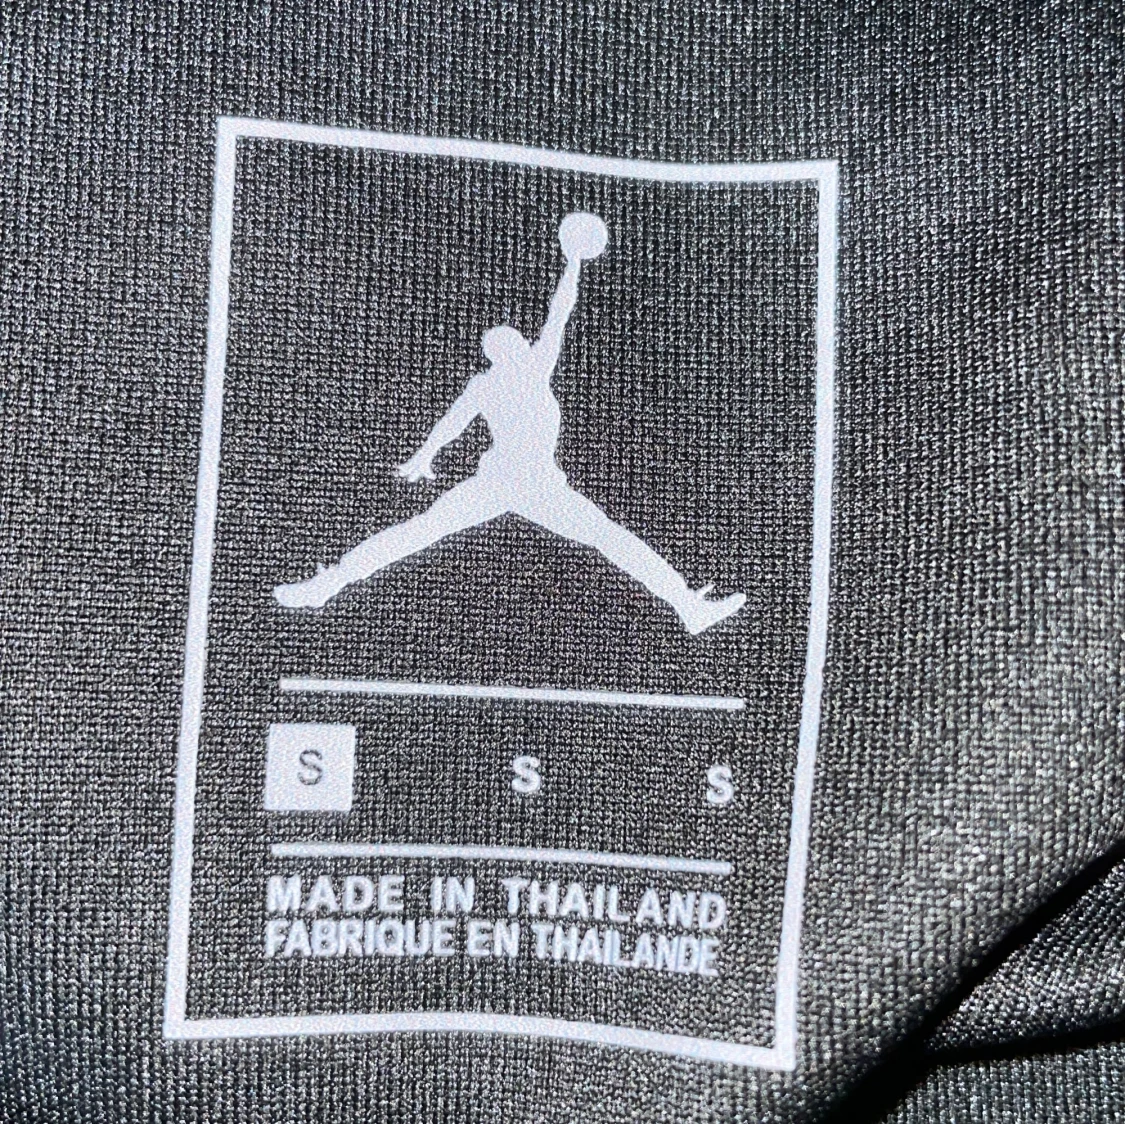 S S S
MADE IN THAILAND
FABRIQUE EN THAILANDE